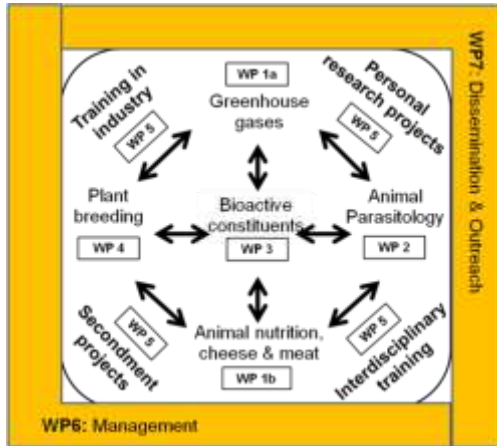 WP 1a
Greenhouse
gases
Training in
industry
WP 5
Personal
research projects
WP 5
Plant
breeding
WP 4
Bioactive
constituents
WP 3
Animal
Parasitology
WP 2
Secondment
projects
WP 5
Animal nutrition,
cheese & meat
WP 1b
WP 5
Interdisciplinary
training
WP7: Dissemination & Outreach
WP6: Management